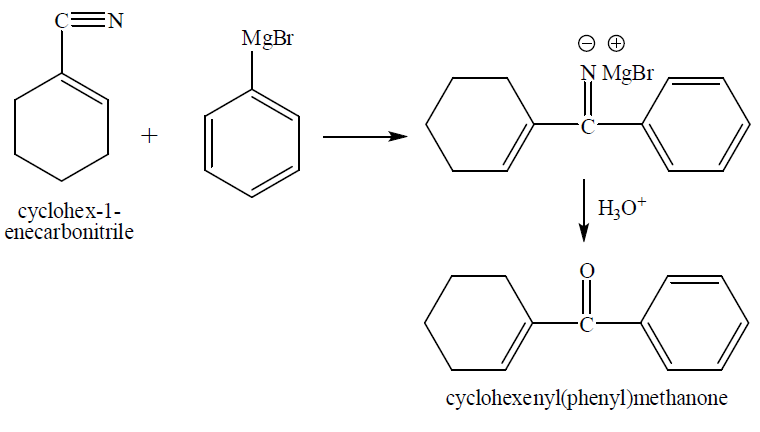 C≡N
MgBr
+
cyclohex-1-
enecarbonitrile
⊖ ⊕
N MgBr
C
H₃O⁺
O
C
cyclohexenyl(phenyl)methanone